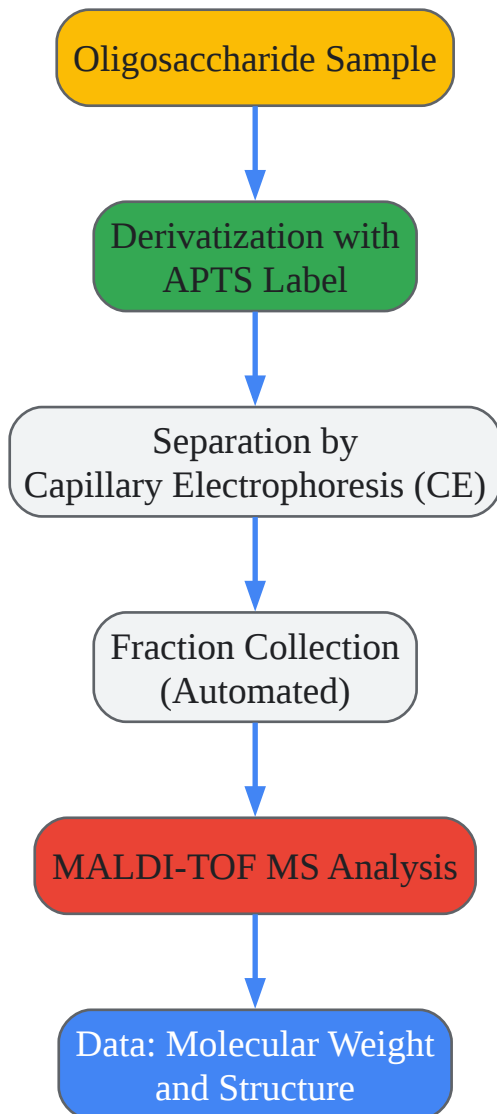 Oligosaccharide Sample
Derivatization with
APTS Label
Separation by
Capillary Electrophoresis (CE)
Fraction Collection
(Automated)
MALDI-TOF MS Analysis
Data: Molecular Weight
and Structure